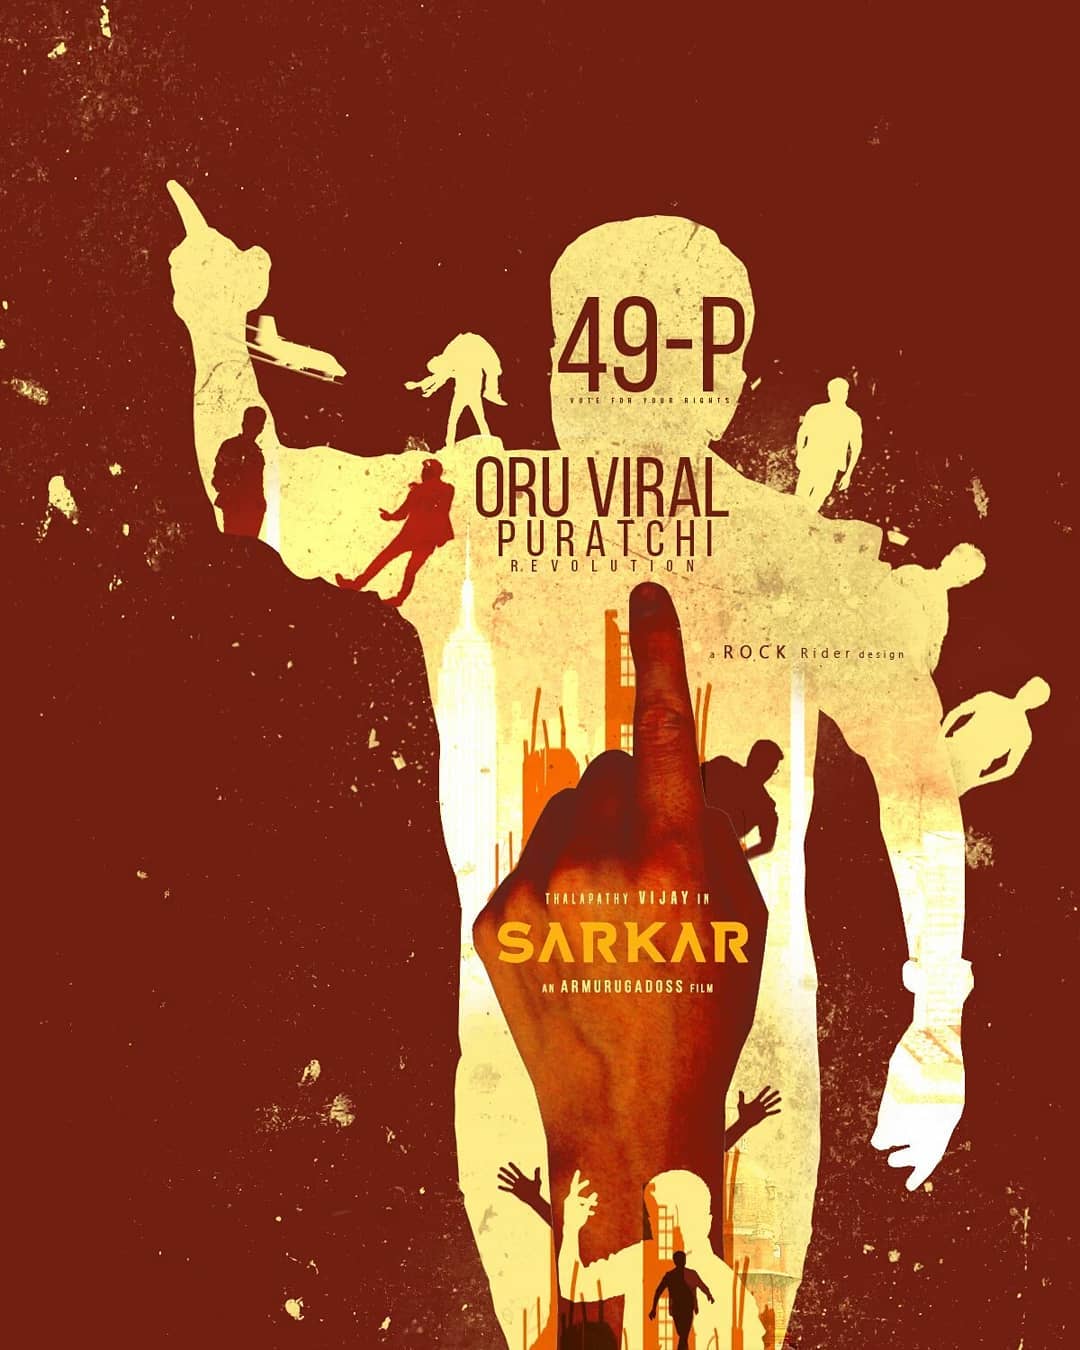 49-P
VOTE FOR YOUR RIGHTS
ORU VIRAL
PURATCHI
REVOLUTION
a ROCK Rider design
THALAPATHY VIJAY IN
SARKAR
AN ARMURUGADOSS FILM